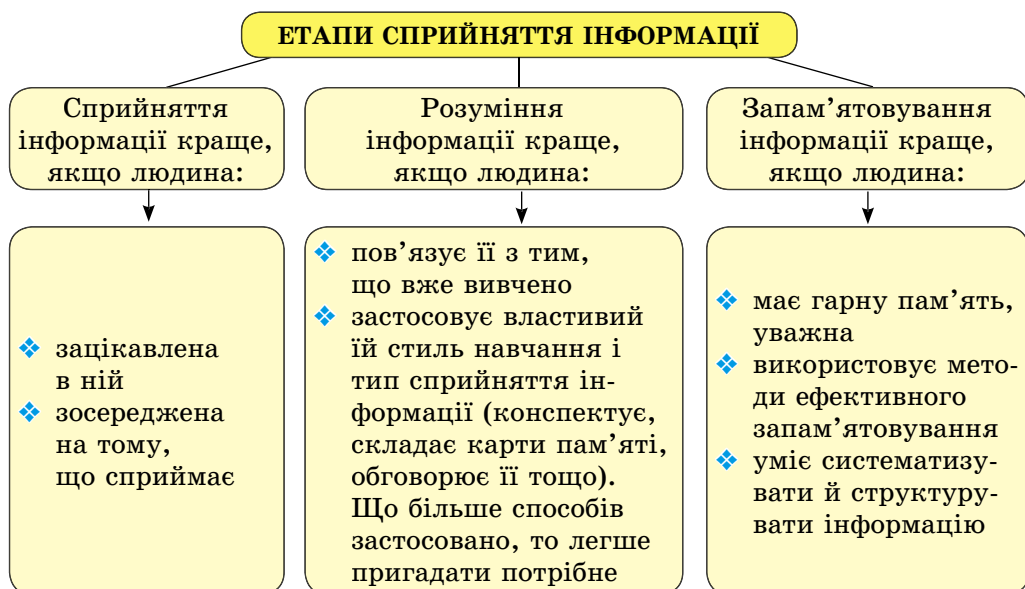 ЕТАПИ СПРИЙНЯТТЯ ІНФОРМАЦІЇ
Сприйняття
інформації краще,
якщо людина:
Розуміння
інформації краще,
якщо людина:
Запам’ятовування
інформації краще,
якщо людина:
❖ зацікавлена
в ній
❖ зосереджена
на тому,
що сприймає
❖ пов’язує її з тим,
що вже вивчено
❖ застосовує властивий
їй стиль навчання і
тип сприйняття ін-
формації (конспектує,
складає карти пам’яті,
обговорює її тощо).
Що більше способів
застосовано, то легше
пригадати потрібне
❖ має гарну пам’ять,
уважна
❖ використовує мето-
ди ефективного
запам’ятовування
❖ уміє систематизу-
вати й структуру-
вати інформацію